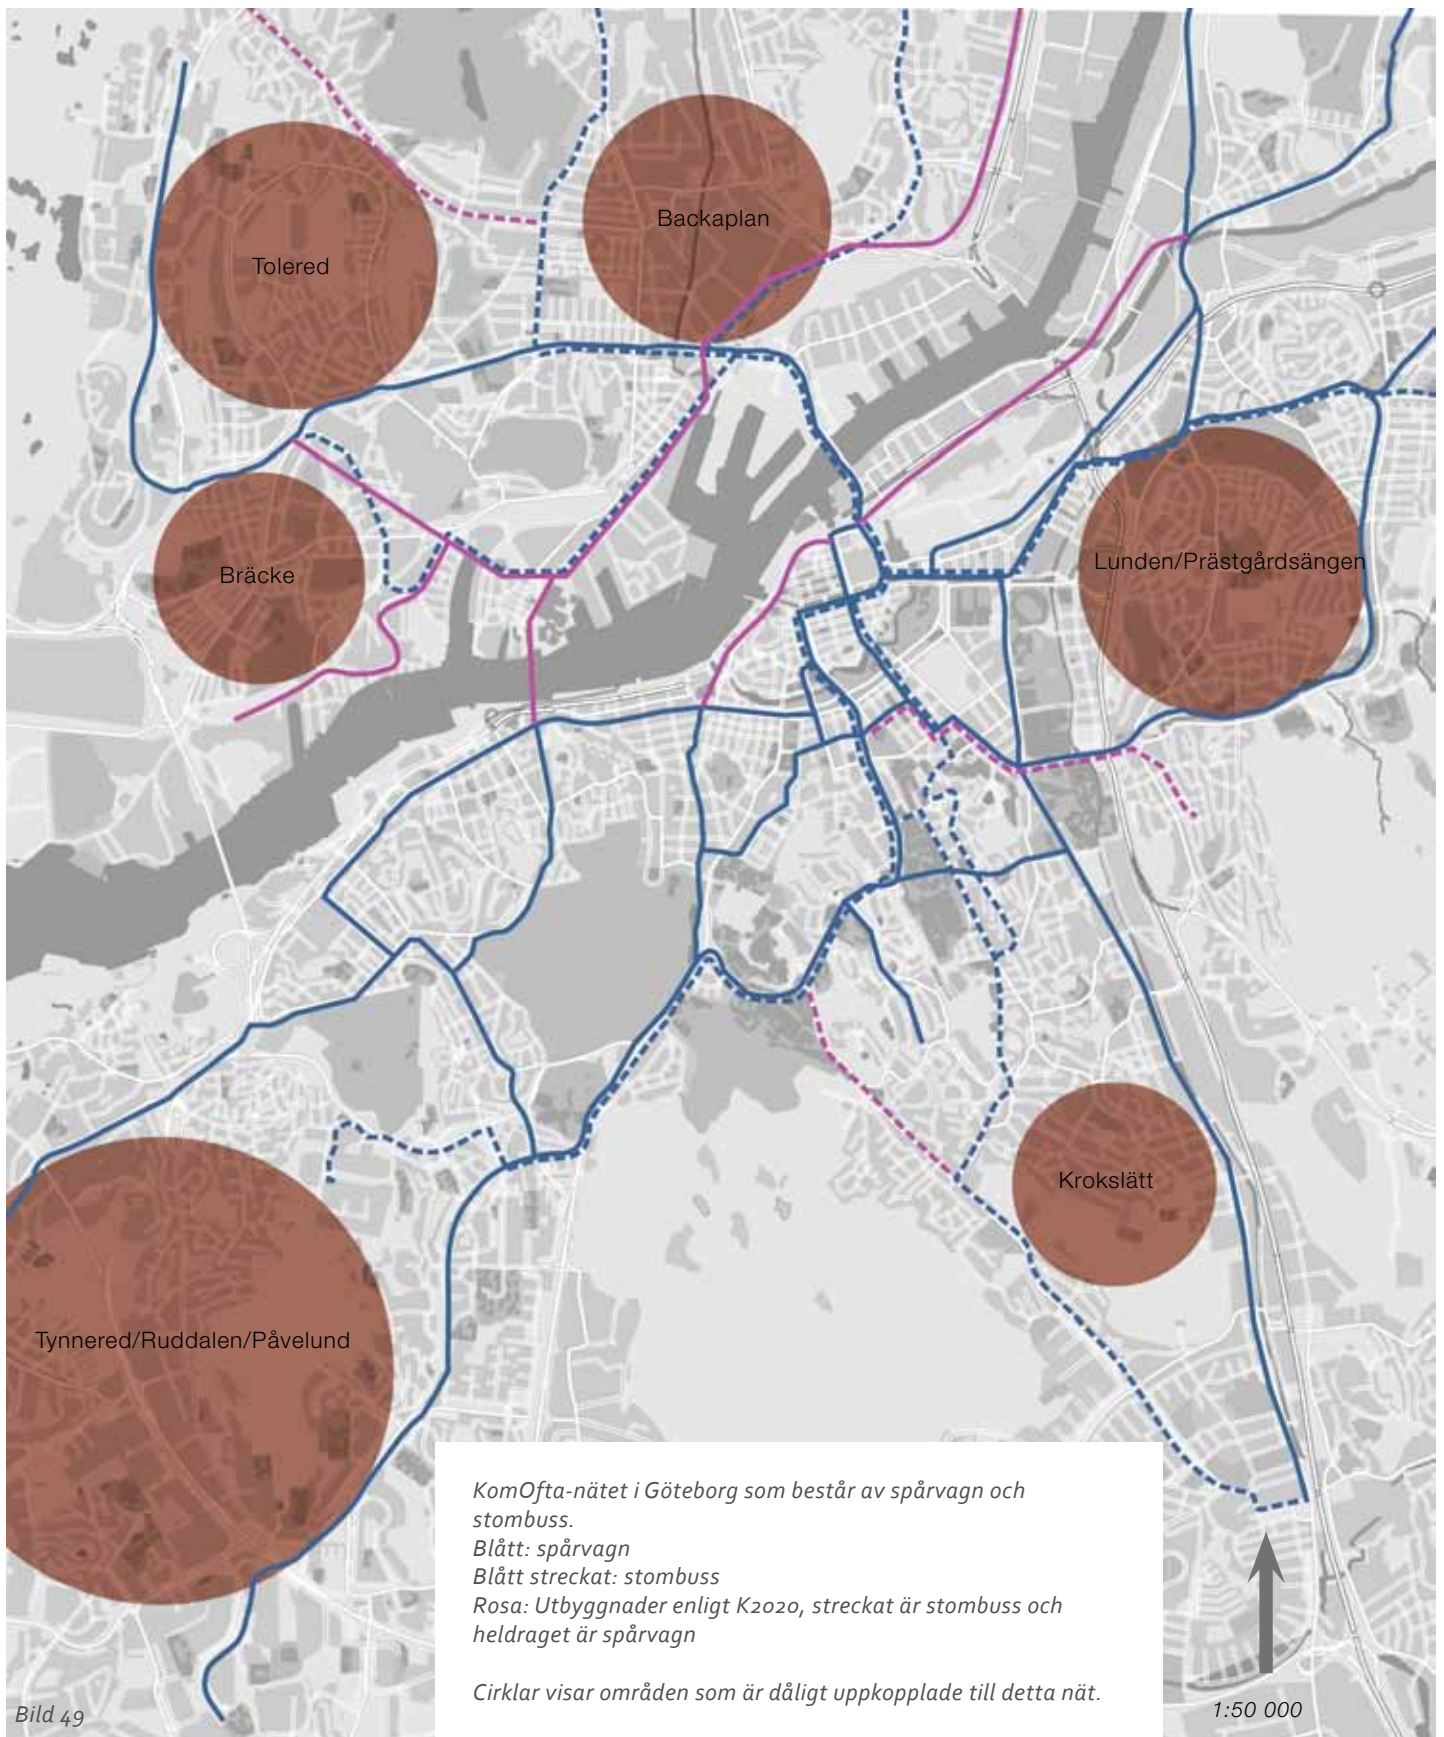 Backaplan
Tolered
Lunden/Prästgårdsängen
Bräcke
Krokslätt
Tynnered/Ruddalen/Påvelund
KomOfta-nätet i Göteborg som består av spårvagn och
stombuss.
Blått: spårvagn
Blått streckat: stombuss
Rosa: Utbyggnader enligt K2020, streckat är stombuss och
heldraget är spårvagn
Cirklar visar områden som är dåligt uppkopplade till detta nät.
Bild 49
1:50 000